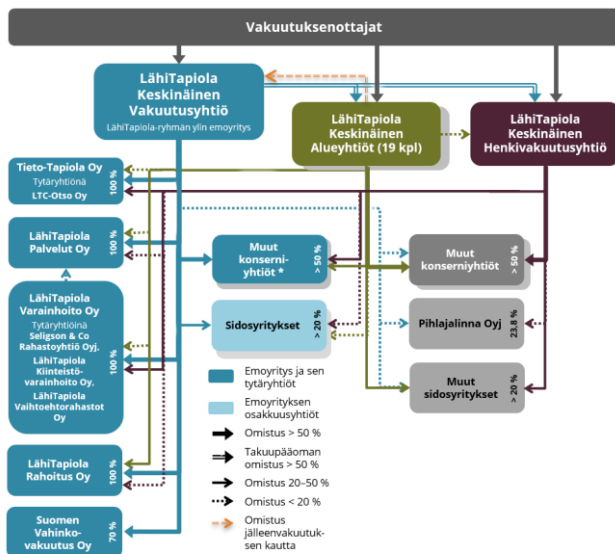 Vakuutuksenottajat
LähiTapiola
Keskinäinen
Vakuutusyhtiö
LähiTapiola-ryhmän ylin emoyritys
LähiTapiola
Keskinäinen
Alueyhtiöt (19 kpl)
LähiTapiola
Keskinäinen
Henkivakuutusyhtiö
Tieto-Tapiola Oy
Tytäryhtiönä
LTC-Otso Oy
100 %
LähiTapiola
Palvelut Oy
100 %
LähiTapiola
Varainhoito Oy
Tytäryhtiöinä
Seligson & Co
Rahastoyhtiö Oyj,
LähiTapiola
Kiinteistö-
varainhoito Oy,
LähiTapiola
Vaihtoehtorahastot
Oy
100 %
LähiTapiola
Rahoitus Oy
100 %
Suomen
Vahinko-
vakuutus Oy
70 %
Muut
konserni-
yhtiöt *
> 50 %
Sidosyritykset
> 20 %
Muut
konserniyhtiöt
> 50 %
Pihlajalinna Oyj
23.8 %
Muut
sidosyritykset
> 20 %
Emoyritys ja sen
tytäryhtiöt
Emoyrityksen
osakkuusyhtiöt
Omistus > 50 %
Takuupääoman
omistus > 50 %
Omistus 20–50 %
Omistus < 20 %
Omistus
jälleenvakuutuk-
sen kautta